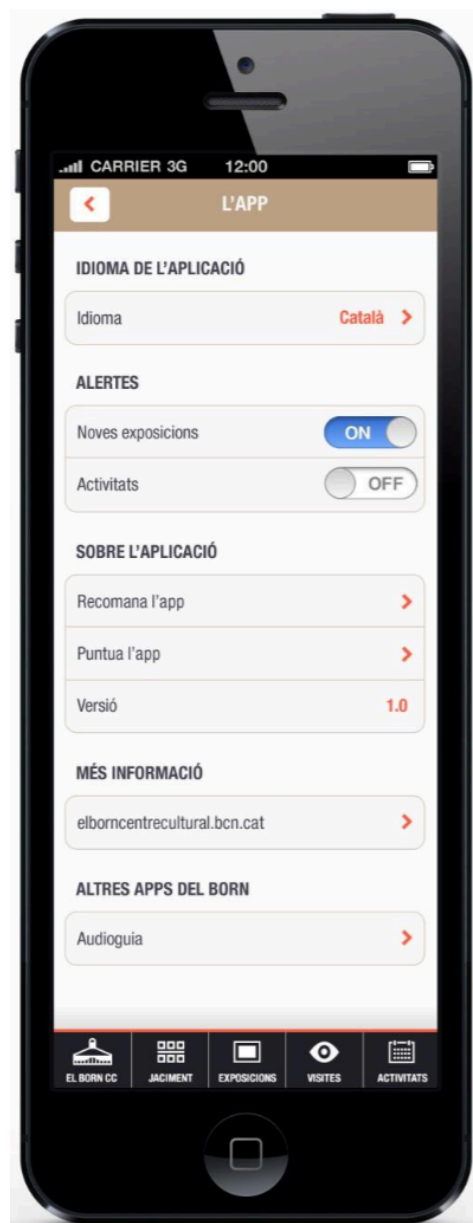 CARRIER 3G 12:00
L'APP
IDIOMA DE L'APLICACIÓ
Idioma Català
ALERTES
Noves exposicions ON
Activitats OFF
SOBRE L'APLICACIÓ
Recomana l'app
Puntua l'app
Versió 1.0
MÉS INFORMACIÓ
elborncentrecultural.bcn.cat
ALTRES APPS DEL BORN
Audioguia
EL BORN CC JACIMENT EXPOSICIONS VISITES ACTIVITATS